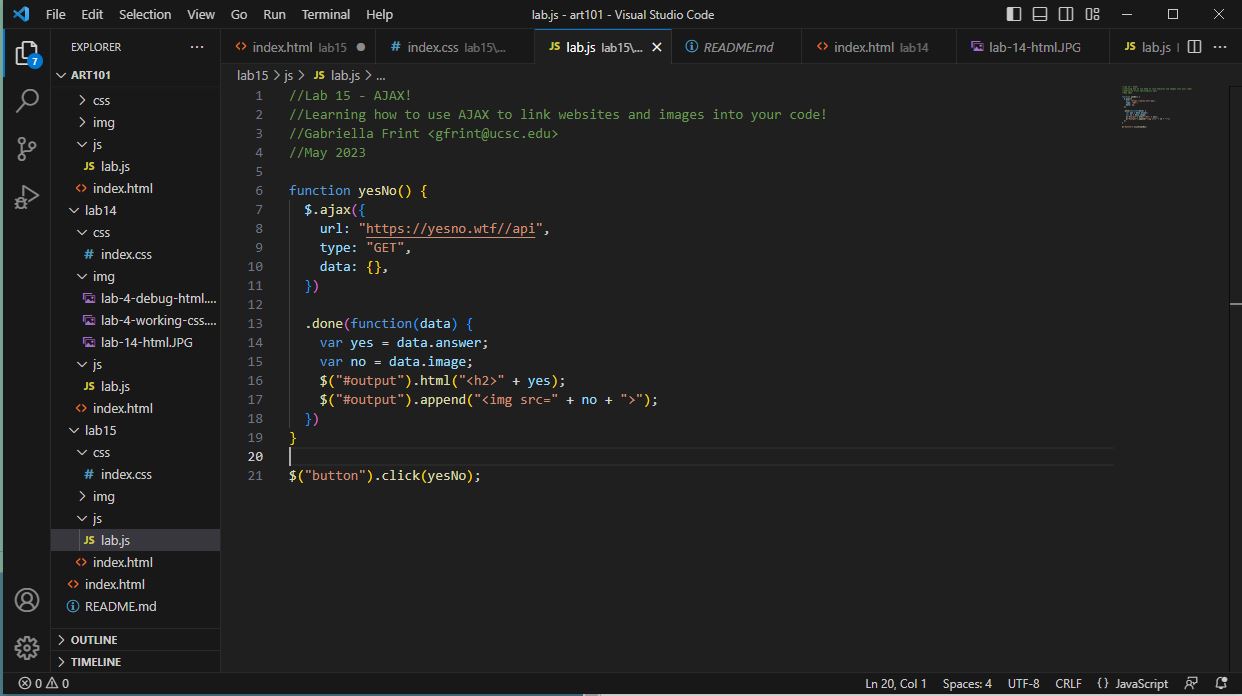 File Edit Selection View Go Run Terminal Help lab.js - art101 - Visual Studio Code
EXPLORER ...
index.html lab15
# index.css lab15\...
JS lab.js lab15\...
README.md
index.html lab14
lab-14-html.JPG
JS lab.js
7
ART101
css
img
js
JS lab.js
index.html
lab14
css
# index.css
img
lab-4-debug-html....
lab-4-working-css....
lab-14-html.JPG
js
JS lab.js
index.html
lab15
css
# index.css
img
js
JS lab.js
index.html
index.html
README.md
OUTLINE
TIMELINE
lab15 > js > JS lab.js > ...
1 //Lab 15 - AJAX!
2 //Learning how to use AJAX to link websites and images into your code!
3 //Gabriella Frint <gfrint@ucsc.edu>
4 //May 2023
5
6 function yesNo() {
7 $.ajax({
8 url: "https://yesno.wtf//api",
9 type: "GET",
10 data: {},
11 })
12
13 .done(function(data) {
14 var yes = data.answer;
15 var no = data.image;
16 $("#output").html("<h2>" + yes);
17 $("#output").append("<img src=" + no + ">");
18 })
19 }
20
21 $("button").click(yesNo);
0 0 Ln 20, Col 1 Spaces: 4 UTF-8 CRLF {} JavaScript